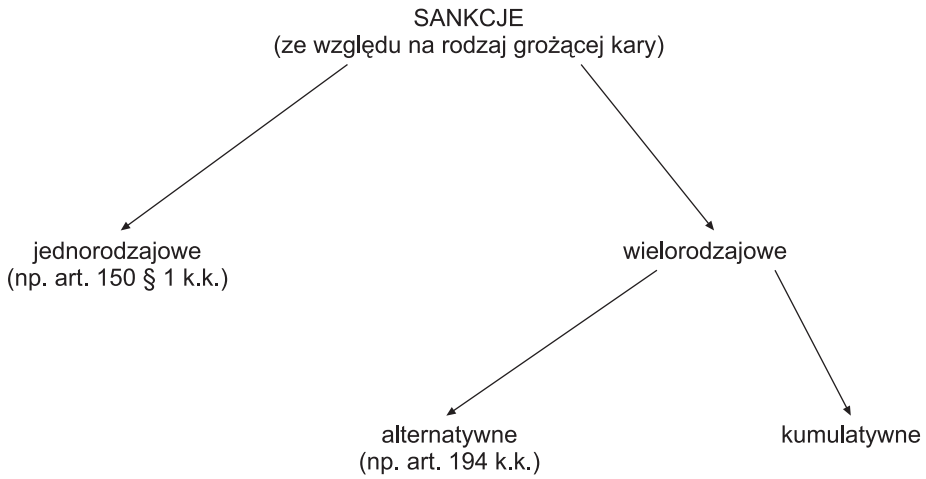 SANKCJE
(ze względu na rodzaj grożącej kary)
jednorodzajowe
(np. art. 150 § 1 k.k.)
wielorodzajowe
alternatywne
(np. art. 194 k.k.)
kumulatywne